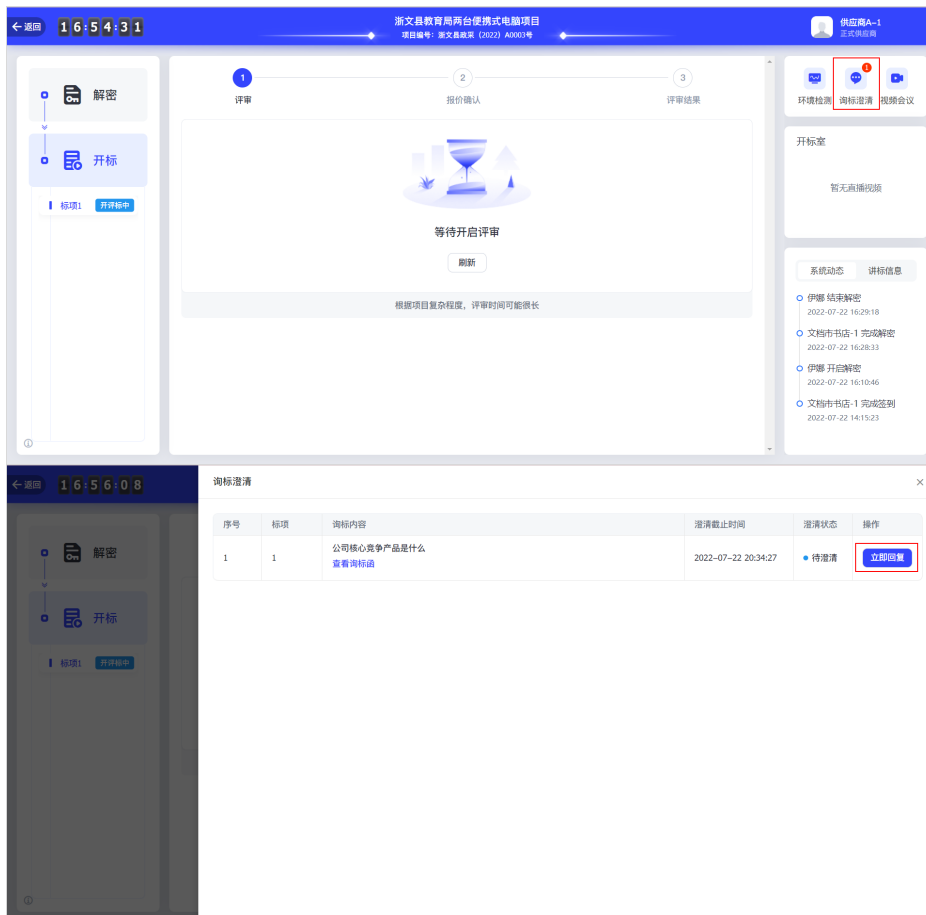 返回 16:54:31
浙文县教育局两台便携式电脑项目
项目编号：浙文县政采（2022）A0003号
供应商A-1
正式供应商
解密
开标
标项1 开评标中
1 2 3
评审 报价确认 评审结果
等待开启评审
刷新
根据项目复杂程度，评审时间可能很长
1
环境检测 询标澄清 视频会议
开标室
暂无直播视频
系统动态 讲标信息
伊娜 结束解密
2022-07-22 16:29:18
文档市书店-1 完成解密
2022-07-22 16:28:33
伊娜 开启解密
2022-07-22 16:10:46
文档市书店-1 完成签到
2022-07-22 14:15:23
返回 16:56:08
解密
开标
标项1 开评标中
询标澄清
序号 标项 询标内容 澄清截止时间 澄清状态 操作
1 1 公司核心竞争产品是什么 2022-07-22 20:34:27 待澄清 立即回复
查看询标函